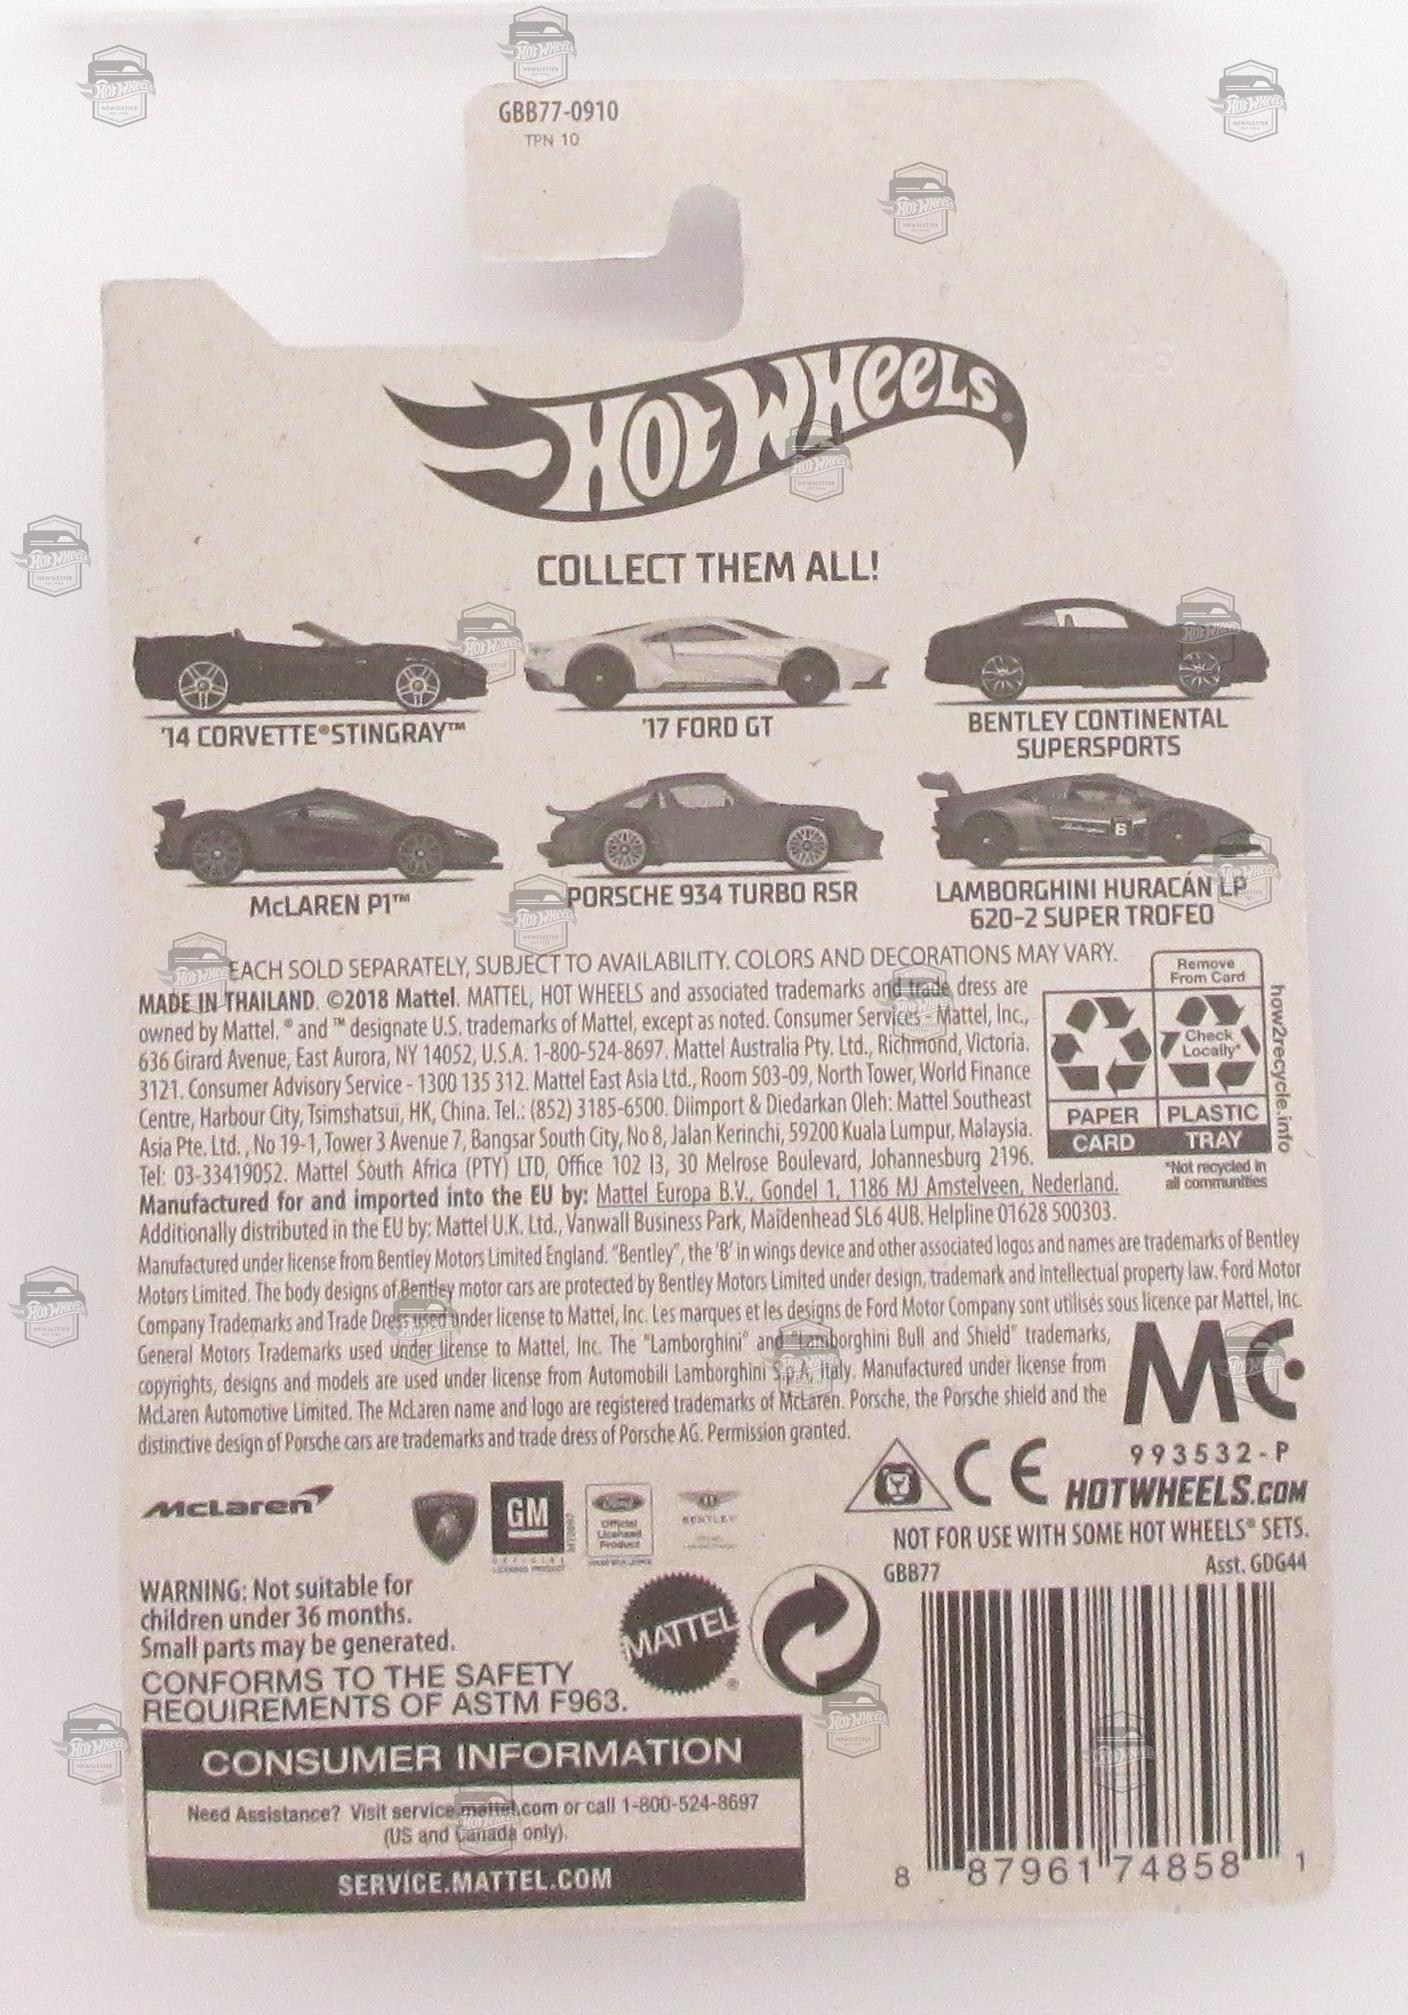 GBB77-0910
TPN 10
HOT WHEELS®
COLLECT THEM ALL!
'14 CORVETTE® STINGRAY™
'17 FORD GT
BENTLEY CONTINENTAL
SUPERSPORTS
McLAREN P1™
PORSCHE 934 TURBO RSR
LAMBORGHINI HURACÁN LP
620-2 SUPER TROFEO
EACH SOLD SEPARATELY, SUBJECT TO AVAILABILITY. COLORS AND DECORATIONS MAY VARY.
MADE IN THAILAND. ©2018 Mattel. MATTEL, HOT WHEELS and associated trademarks and trade dress are
owned by Mattel. ® and ™ designate U.S. trademarks of Mattel, except as noted. Consumer Services - Mattel, Inc.,
636 Girard Avenue, East Aurora, NY 14052, U.S.A. 1-800-524-8697. Mattel Australia Pty. Ltd., Richmond, Victoria.
3121. Consumer Advisory Service - 1300 135 312. Mattel East Asia Ltd., Room 503-09, North Tower, World Finance
Centre, Harbour City, Tsimshatsui, HK, China. Tel.: (852) 3185-6500. Diimport & Diedarkan Oleh: Mattel Southeast
Asia Pte. Ltd. , No 19-1, Tower 3 Avenue 7, Bangsar South City, No 8, Jalan Kerinchi, 59200 Kuala Lumpur, Malaysia.
Tel: 03-33419052. Mattel South Africa (PTY) LTD, Office 102 I3, 30 Melrose Boulevard, Johannesburg 2196.
Manufactured for and imported into the EU by: Mattel Europa B.V., Gondel 1, 1186 MJ Amstelveen, Nederland.
Additionally distributed in the EU by: Mattel U.K. Ltd., Vanwall Business Park, Maidenhead SL6 4UB. Helpline 01628 500303.
Remove
From Card
Check
Locally*
PAPER
PLASTIC
CARD
TRAY
*Not recycled in
all communities
how2recycle.info
Manufactured under license from Bentley Motors Limited England. "Bentley", the 'B' in wings device and other associated logos and names are trademarks of Bentley
Motors Limited. The body designs of Bentley motor cars are protected by Bentley Motors Limited under design, trademark and intellectual property law. Ford Motor
Company Trademarks and Trade Dress used under license to Mattel, Inc. Les marques et les designs de Ford Motor Company sont utilisés sous licence par Mattel, Inc.
General Motors Trademarks used under license to Mattel, Inc. The "Lamborghini" and "Lamborghini Bull and Shield" trademarks,
copyrights, designs and models are used under license from Automobili Lamborghini S.p.A, Italy. Manufactured under license from
McLaren Automotive Limited. The McLaren name and logo are registered trademarks of McLaren. Porsche, the Porsche shield and the
distinctive design of Porsche cars are trademarks and trade dress of Porsche AG. Permission granted.
MC
993532-P
McLaren
GM
OFFICIAL
LICENSED PRODUCT
Ford
Official
Licensed
Product
BENTLEY
CE
HOTWHEELS.COM
NOT FOR USE WITH SOME HOT WHEELS® SETS.
GBB77
Asst. GDG44
WARNING: Not suitable for
children under 36 months.
Small parts may be generated.
CONFORMS TO THE SAFETY
REQUIREMENTS OF ASTM F963.
MATTEL®
CONSUMER INFORMATION
Need Assistance? Visit service.mattel.com or call 1-800-524-8697
(US and Canada only).
SERVICE.MATTEL.COM
8 87961 74858 1